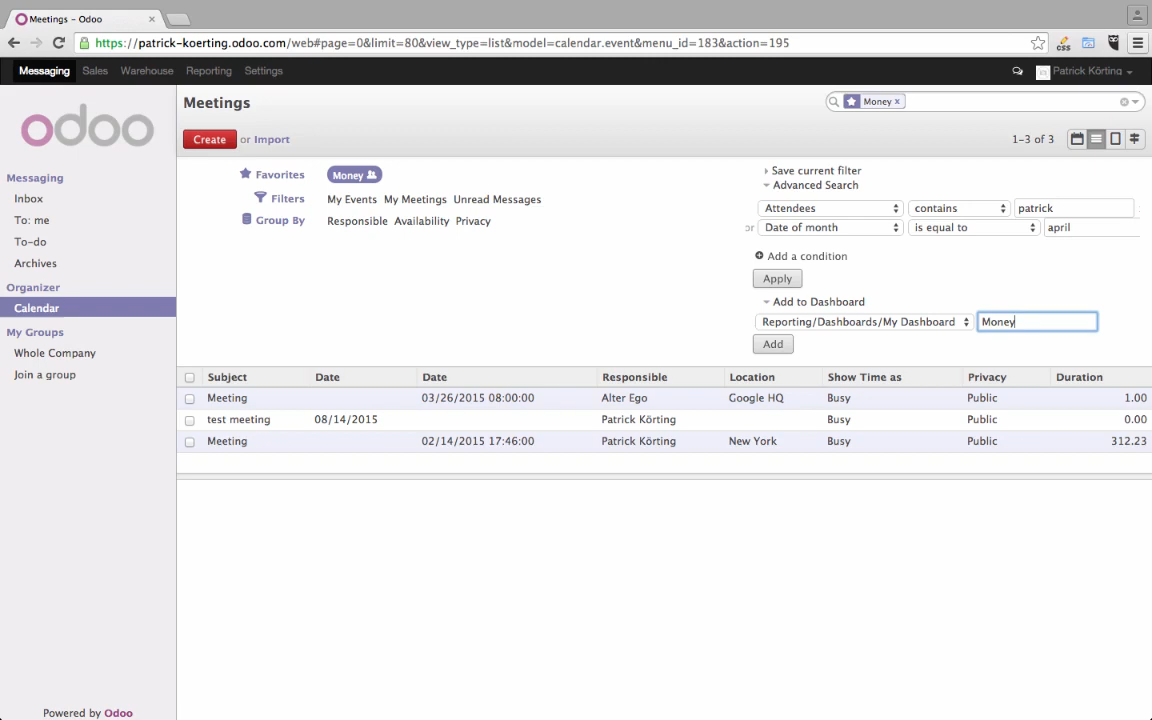 Meetings – Odoo
https://patrick-koerting.odoo.com/web#page=0&limit=80&view_type=list&model=calendar.event&menu_id=183&action=195
css
Messaging Sales Warehouse Reporting Settings Patrick Körting
odoo
Meetings
Money x
Create or Import
1-3 of 3
Messaging
Inbox
To: me
To-do
Archives
Organizer
Calendar
My Groups
Whole Company
Join a group
Favorites Money
Filters My Events My Meetings Unread Messages
Group By Responsible Availability Privacy
Save current filter
Advanced Search
Attendees contains patrick
or Date of month is equal to april
Add a condition
Apply
Add to Dashboard
Reporting/Dashboards/My Dashboard Money
Add
Subject Date Date Responsible Location Show Time as Privacy Duration
Meeting 03/26/2015 08:00:00 Alter Ego Google HQ Busy Public 1.00
test meeting 08/14/2015 Patrick Körting Busy Public 0.00
Meeting 02/14/2015 17:46:00 Patrick Körting New York Busy Public 312.23
Powered by Odoo